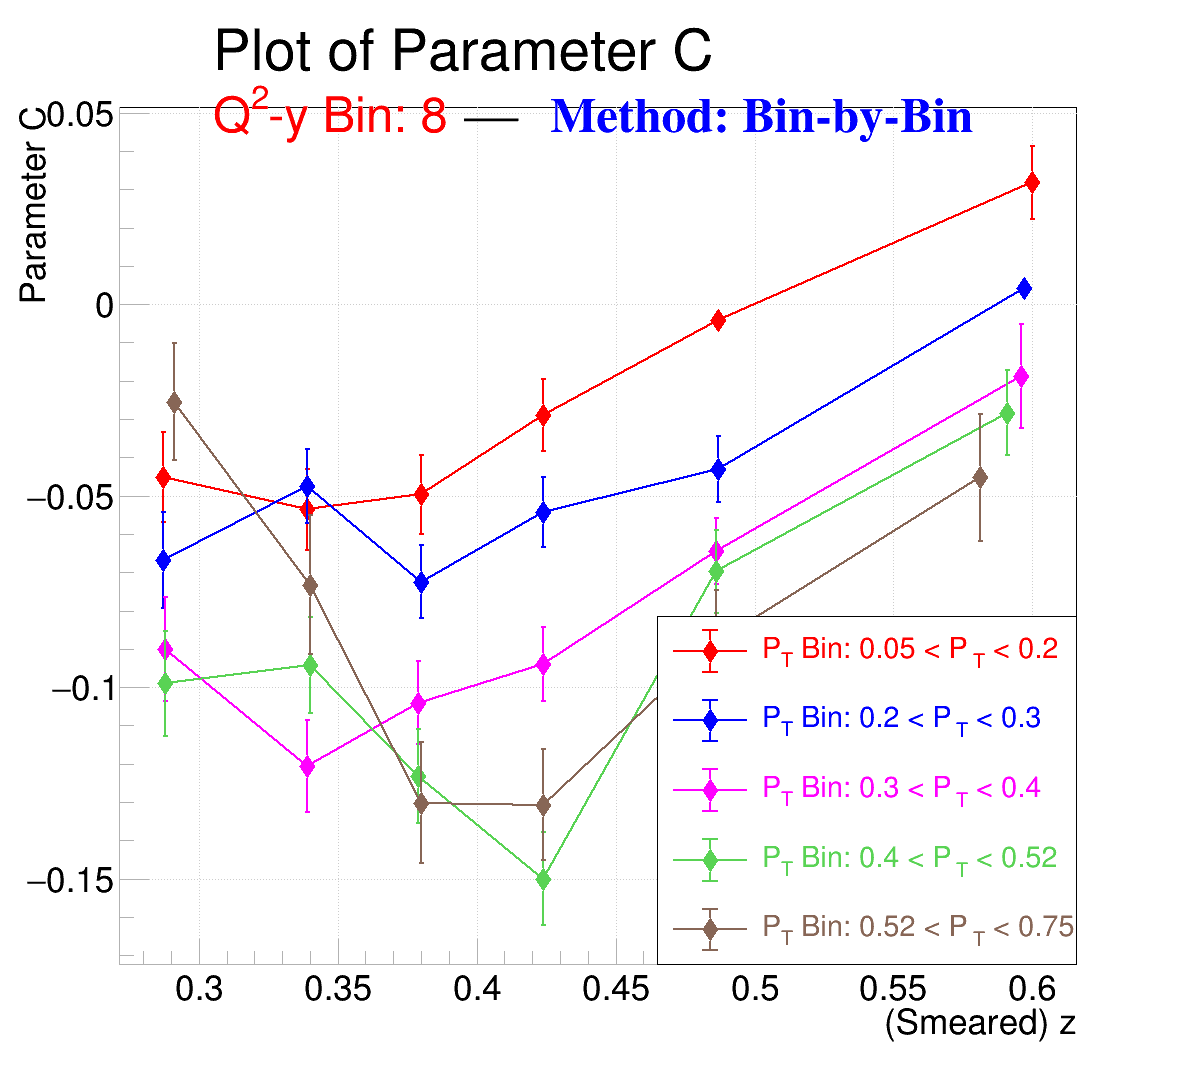 Plot of Parameter C
Q2-y Bin: 8 — Method: Bin-by-Bin
Parameter C
0.05
0
−0.05
−0.1
−0.15
PT Bin: 0.05 < PT < 0.2
PT Bin: 0.2 < PT < 0.3
PT Bin: 0.3 < PT < 0.4
PT Bin: 0.4 < PT < 0.52
PT Bin: 0.52 < PT < 0.75
0.3 0.35 0.4 0.45 0.5 0.55 0.6
(Smeared) z